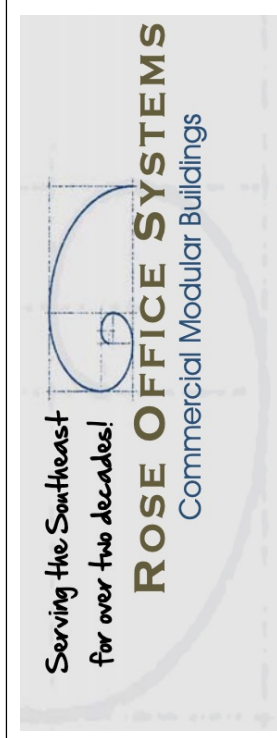 Serving the Southeast
for over two decades!
ROSE OFFICE SYSTEMS
Commercial Modular Buildings